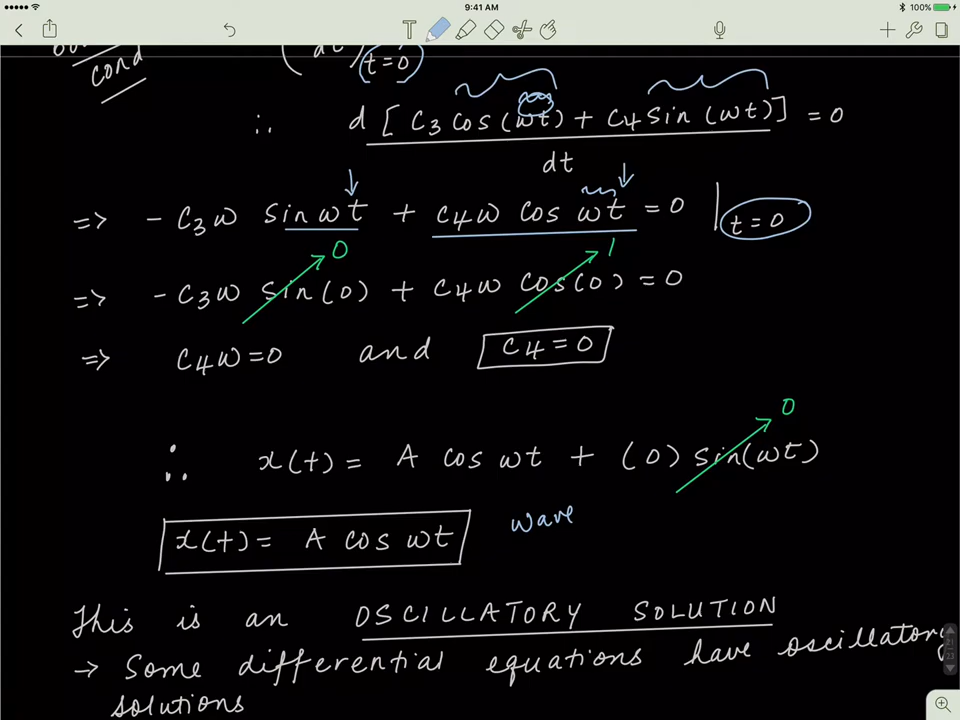 9:41 AM
100%
T
cond
t=0
∴ d [ C3 cos (ωt) + C4 sin (ωt) ] = 0
dt
=> - C3ω sin ωt + C4ω cos ωt = 0 | t = 0
0 1
=> - C3ω sin(0) + C4ω cos(0) = 0
=> C4ω = 0 and C4 = 0
0
∴ x(t) = A cos ωt + (0) sin(ωt)
x(t) = A cos ωt wave
This is an OSCILLATORY SOLUTION
→ Some differential equations have oscillatory
solutions